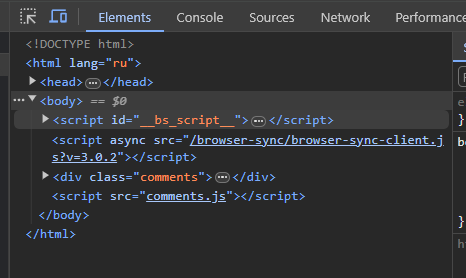 Elements Console Sources Network Performance
<!DOCTYPE html>
<html lang="ru">
<head> … </head>
… <body> == $0
<script id="__bs_script__"> … </script>
<script async src="/browser-sync/browser-sync-client.j
s?v=3.0.2"></script>
<div class="comments"> … </div>
<script src="comments.js"></script>
</body>
</html>